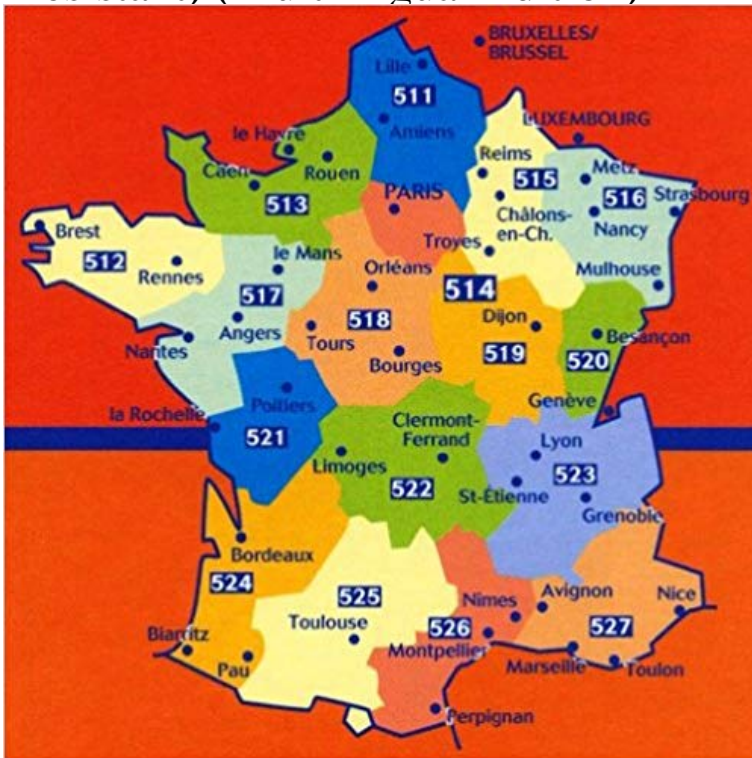 BRUXELLES/
BRUSSEL
Lille
511
Amiens
LUXEMBOURG
le Havre
Rouen
Caen
513
Reims
515
Metz
516
Strasbourg
PARIS
Châlons-
en-Ch.
Nancy
Troyes
Brest
512
Rennes
le Mans
517
Orléans
514
Mulhouse
518
Dijon
Angers
Nantes
Tours
Bourges
519
520
Besançon
Genève
Poitiers
la Rochelle
521
Clermont-
Ferrand
Limoges
522
Lyon
523
St-Étienne
Grenoble
Bordeaux
524
525
Toulouse
Biarritz
Pau
Nîmes
526
Montpellier
Avignon
Nice
527
Marseille
Toulon
Perpignan